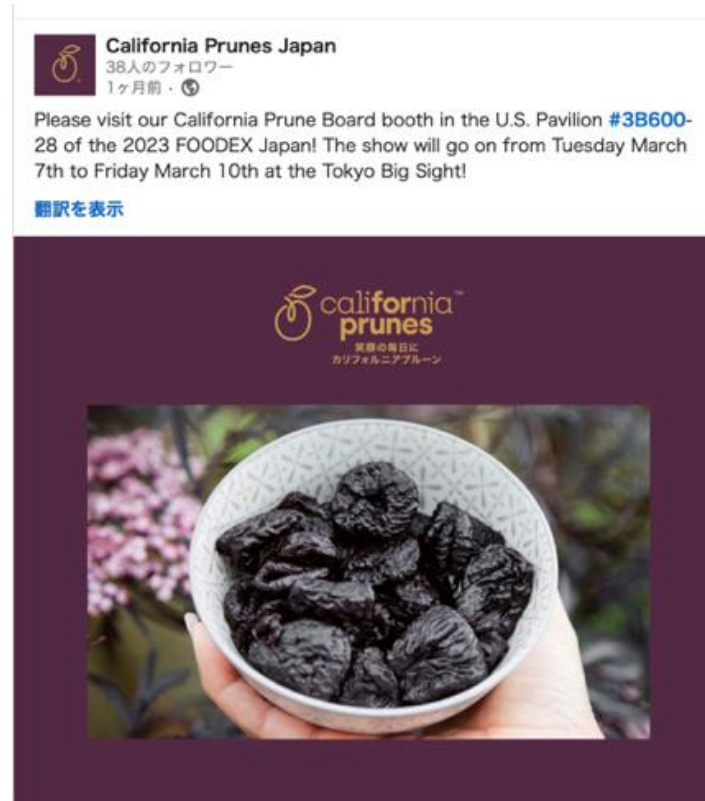 California Prunes Japan
38人のフォロワー
1ヶ月前 ·
Please visit our California Prune Board booth in the U.S. Pavilion #3B600-
28 of the 2023 FOODEX Japan! The show will go on from Tuesday March
7th to Friday March 10th at the Tokyo Big Sight!
翻訳を表示
california™
prunes
笑顔の毎日に
カリフォルニアプルーン